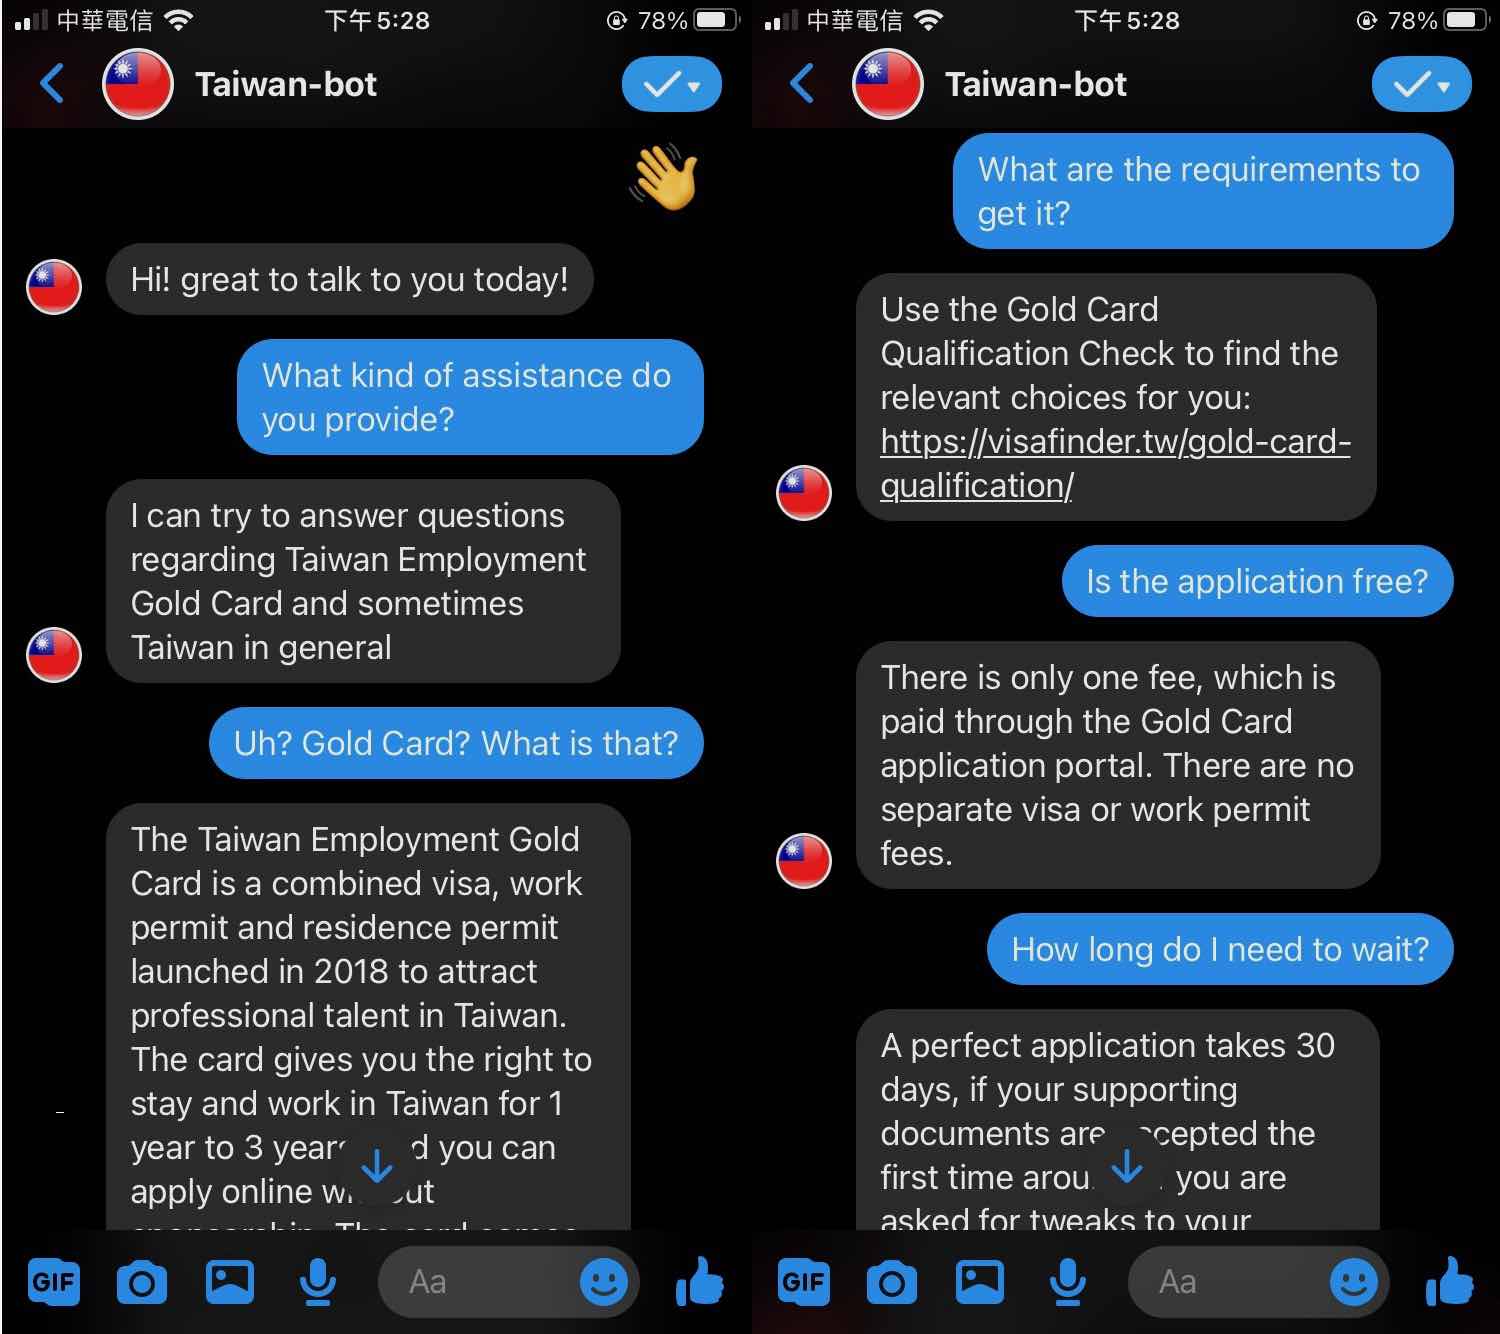 中華電信
下午5:28
78%
Taiwan-bot
Hi! great to talk to you today!
What kind of assistance do
you provide?
I can try to answer questions
regarding Taiwan Employment
Gold Card and sometimes
Taiwan in general
Uh? Gold Card? What is that?
The Taiwan Employment Gold
Card is a combined visa, work
permit and residence permit
launched in 2018 to attract
professional talent in Taiwan.
The card gives you the right to
stay and work in Taiwan for 1
year to 3 years you can
apply online
The card comes
GIF
Aa
中華電信
下午5:28
78%
Taiwan-bot
What are the requirements to
get it?
Use the Gold Card
Qualification Check to find the
relevant choices for you:
https://visafinder.tw/gold-card-
qualification/
Is the application free?
There is only one fee, which is
paid through the Gold Card
application portal. There are no
separate visa or work permit
fees.
How long do I need to wait?
A perfect application takes 30
days, if your supporting
documents are accepted the
first time you are
asked for tweaks to your
GIF
Aa